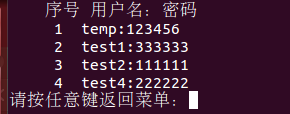 序号 用户名：密码
1 temp:123456
2 test1:333333
3 test2:111111
4 test4:222222
请按任意键返回菜单：